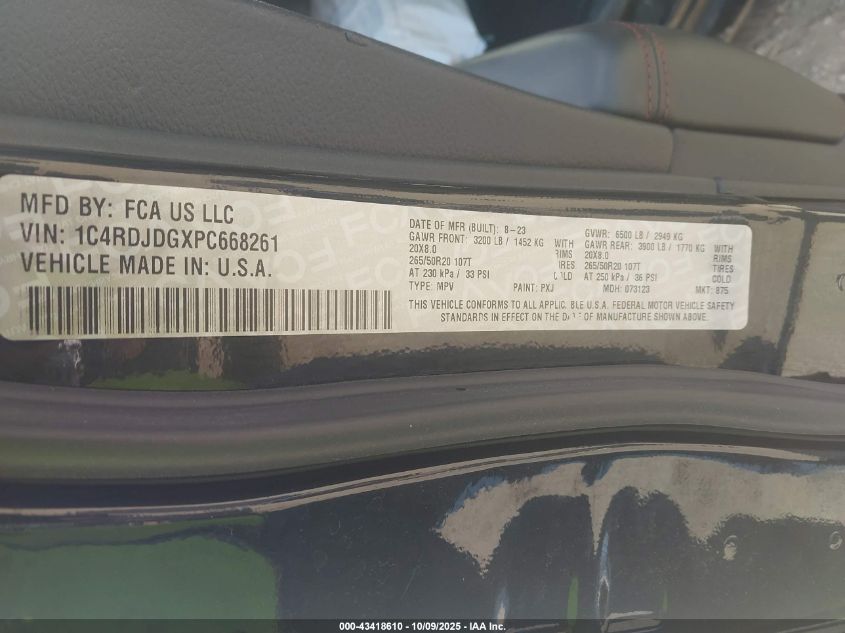 MFD BY: FCA US LLC
VIN: 1C4RDJDGXPC668261
VEHICLE MADE IN: U.S.A.
DATE OF MFR (BUILT): 8-23 GVWR: 6500 LB / 2949 KG
GAWR FRONT: 3200 LB / 1452 KG WITH GAWR REAR: 3900 LB / 1770 KG WITH
20X8.0 RIMS 20X8.0 RIMS
265/50R20 107T TIRES 265/50R20 107T TIRES
AT 230 kPa / 33 PSI COLD AT 250 kPa / 36 PSI COLD
TYPE: MPV PAINT: PXJ MDH: 073123 MKT: 875
THIS VEHICLE CONFORMS TO ALL APPLICABLE U.S.A. FEDERAL MOTOR VEHICLE SAFETY
STANDARDS IN EFFECT ON THE DATE OF MANUFACTURE SHOWN ABOVE.
000-43418610 - 10/09/2025 - IAA Inc.